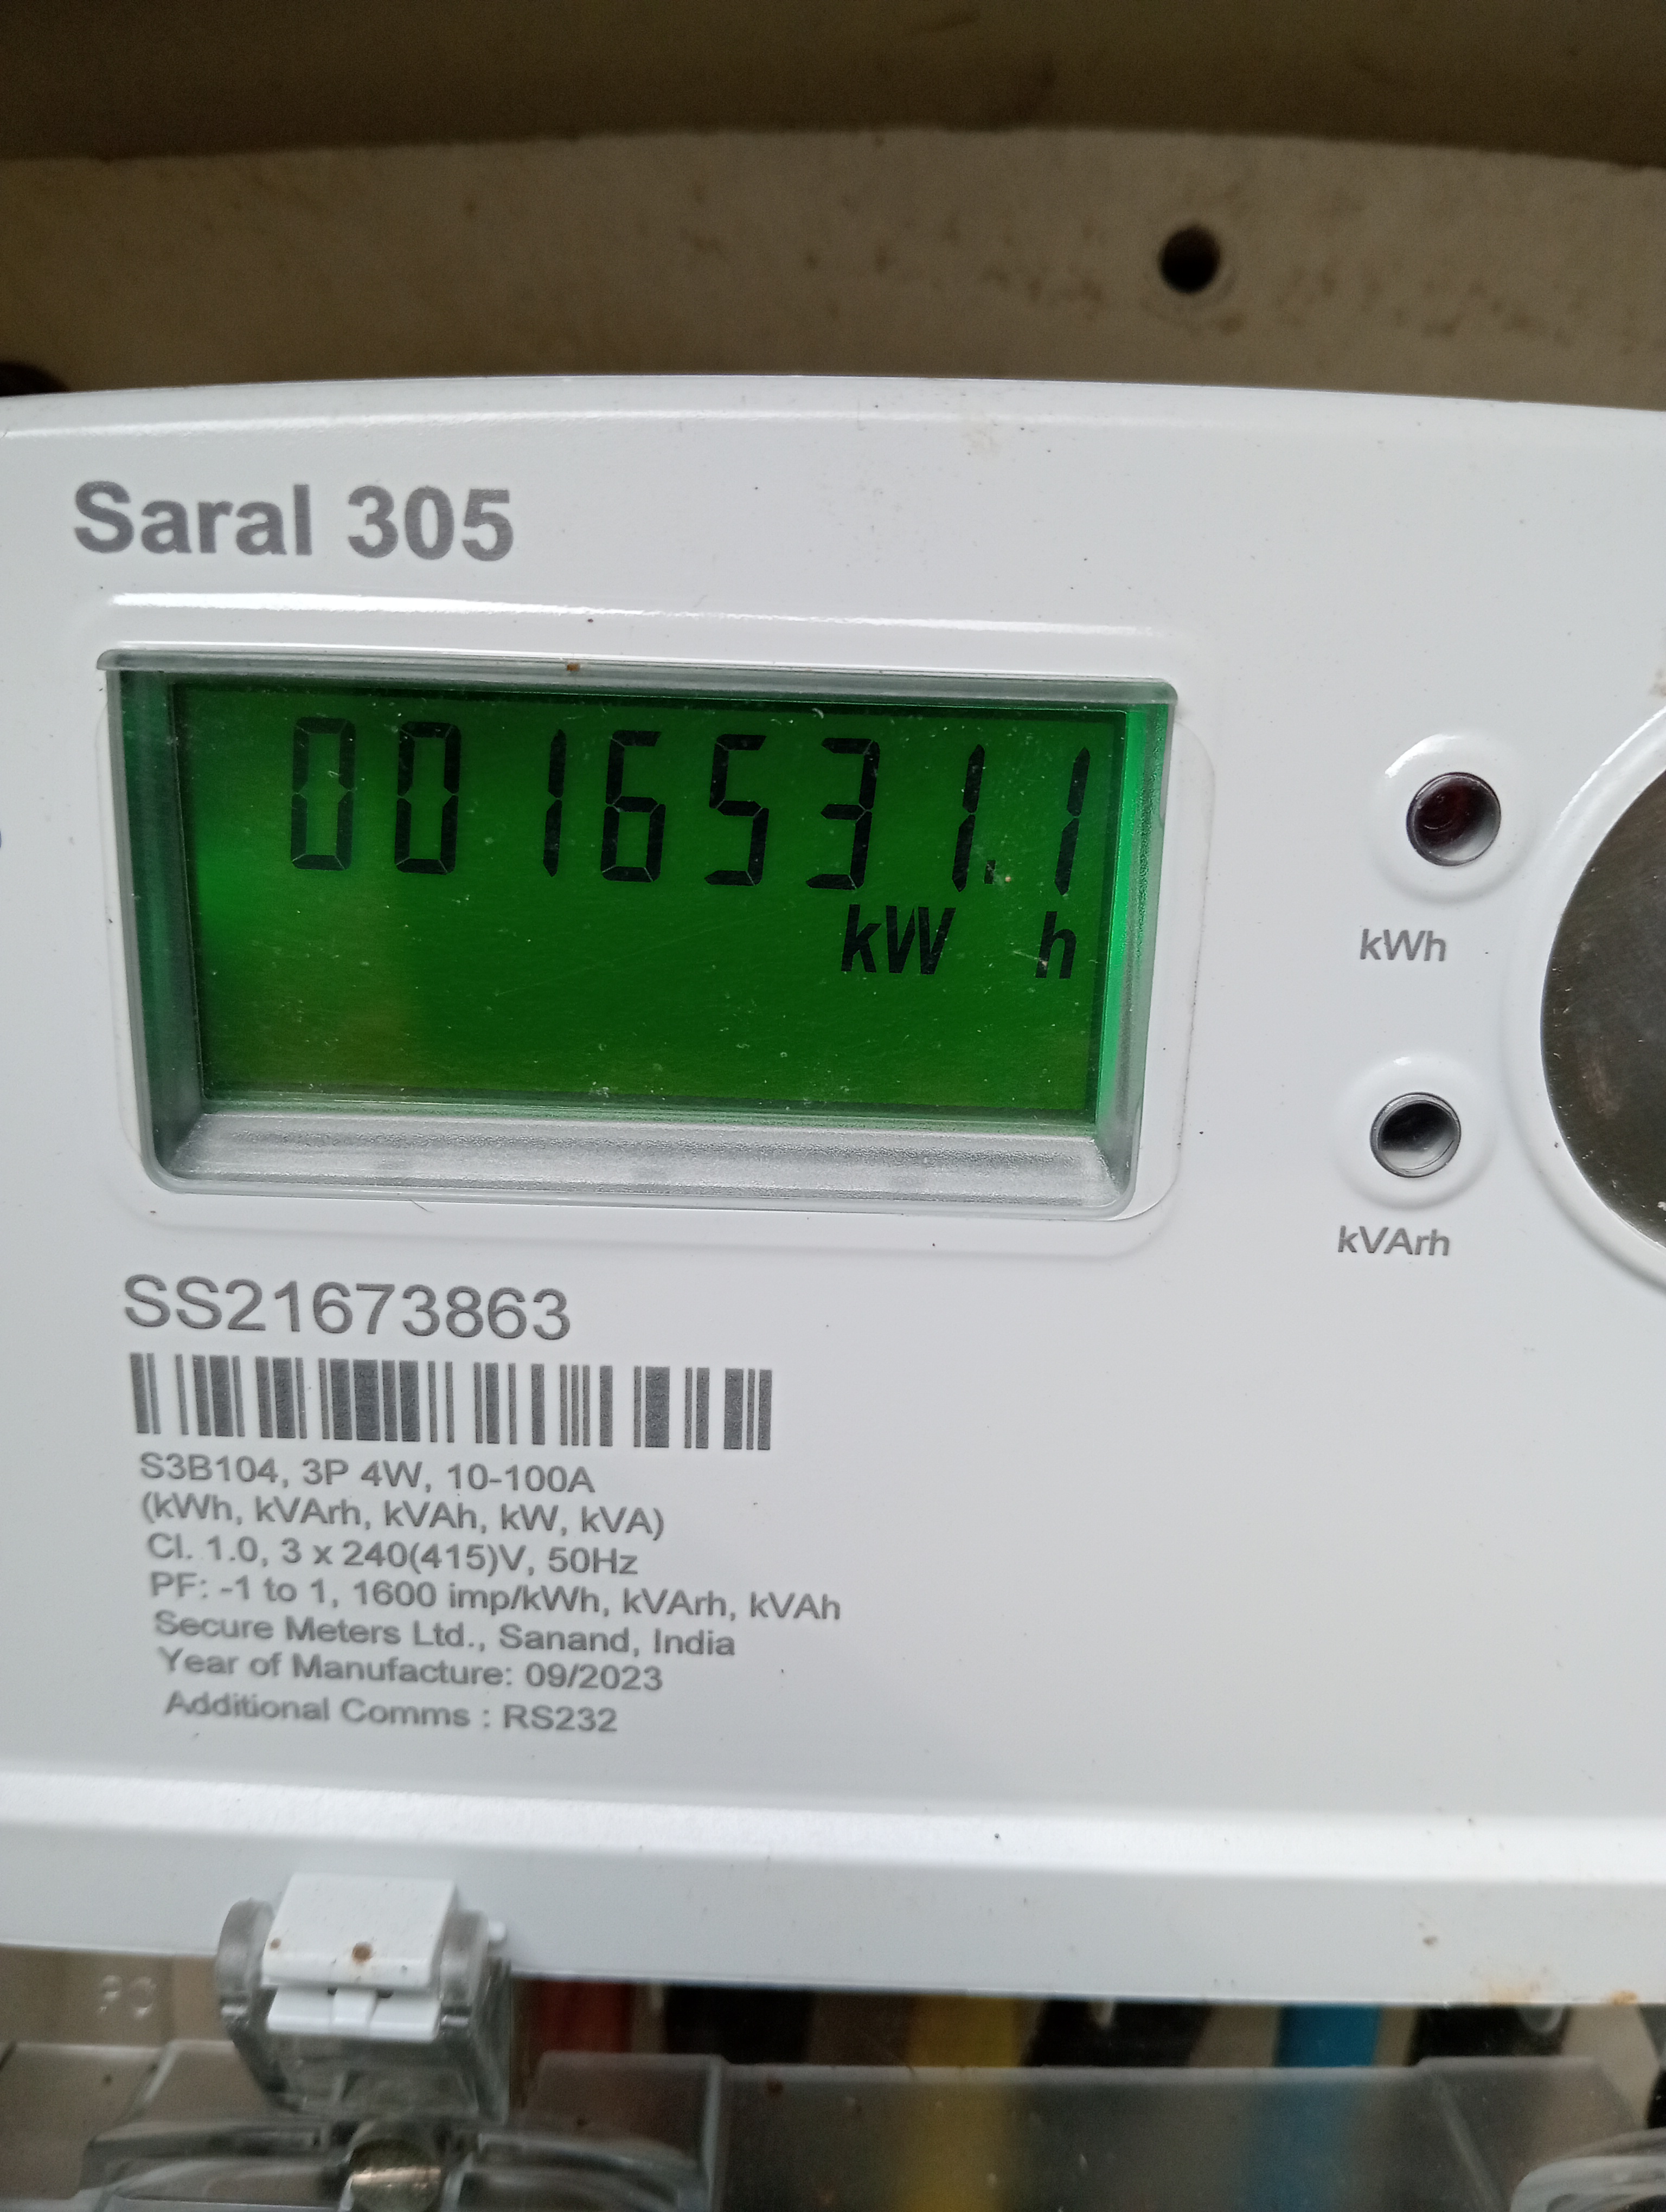 Saral 305
0016531.1
kW h
kWh
kVArh
SS21673863
S3B104, 3P 4W, 10-100A
(kWh, kVArh, kVAh, kW, kVA)
Cl. 1.0, 3 x 240(415)V, 50Hz
PF: -1 to 1, 1600 imp/kWh, kVArh, kVAh
Secure Meters Ltd., Sanand, India
Year of Manufacture: 09/2023
Additional Comms : RS232